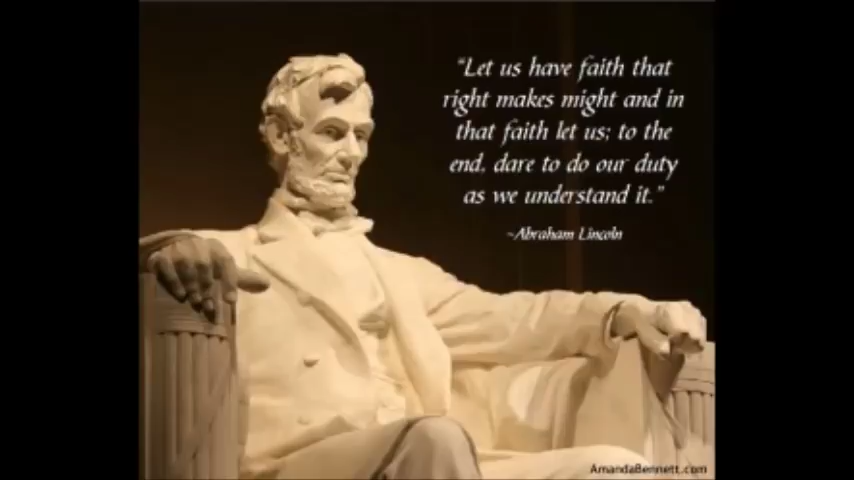 "Let us have faith that
right makes might and in
that faith let us; to the
end, dare to do our duty
as we understand it."
~Abraham Lincoln
AmandaBennett.com